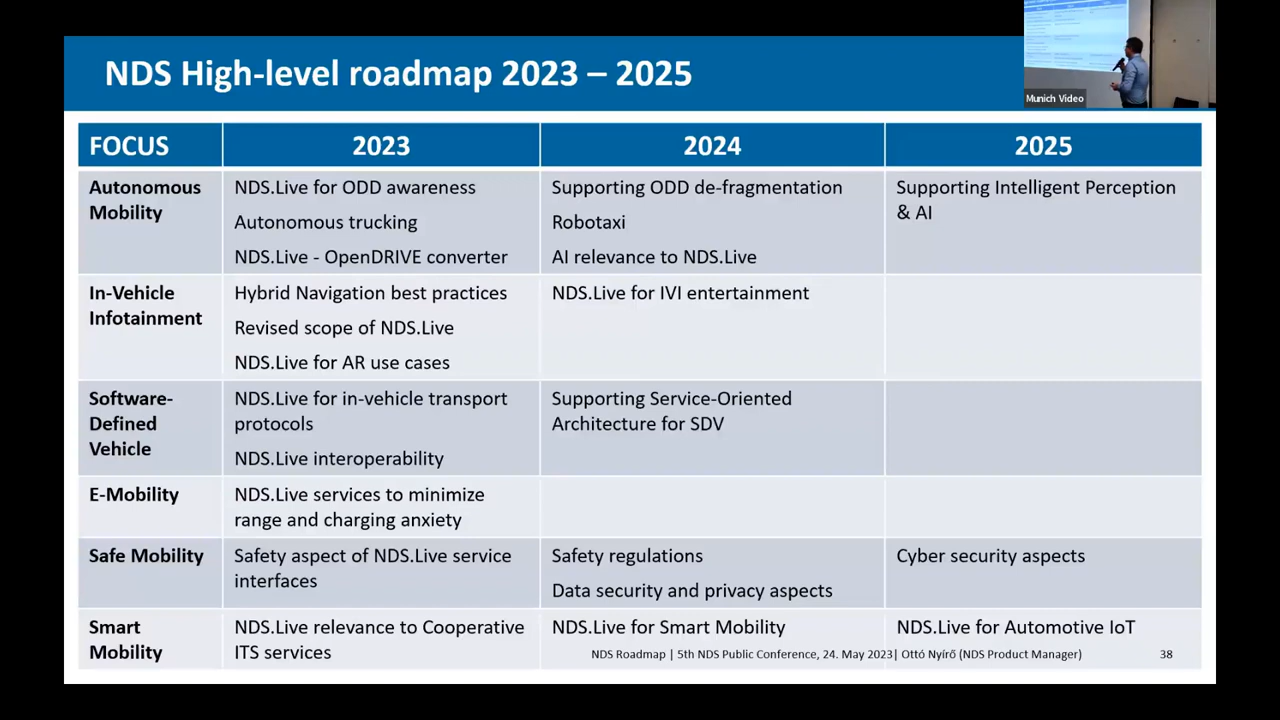 NDS High-level roadmap 2023 – 2025
Munich Video
FOCUS 2023 2024 2025
Autonomous Mobility
NDS.Live for ODD awareness
Autonomous trucking
NDS.Live - OpenDRIVE converter
Supporting ODD de-fragmentation
Robotaxi
AI relevance to NDS.Live
Supporting Intelligent Perception
& AI
In-Vehicle
Infotainment
Hybrid Navigation best practices
Revised scope of NDS.Live
NDS.Live for AR use cases
NDS.Live for IVI entertainment
Software-
Defined
Vehicle
NDS.Live for in-vehicle transport
protocols
NDS.Live interoperability
Supporting Service-Oriented
Architecture for SDV
E-Mobility
NDS.Live services to minimize
range and charging anxiety
Safe Mobility
Safety aspect of NDS.Live service
interfaces
Safety regulations
Data security and privacy aspects
Cyber security aspects
Smart
Mobility
NDS.Live relevance to Cooperative
ITS services
NDS.Live for Smart Mobility
NDS.Live for Automotive IoT
NDS Roadmap | 5th NDS Public Conference, 24. May 2023| Ottó Nyírő (NDS Product Manager)
38